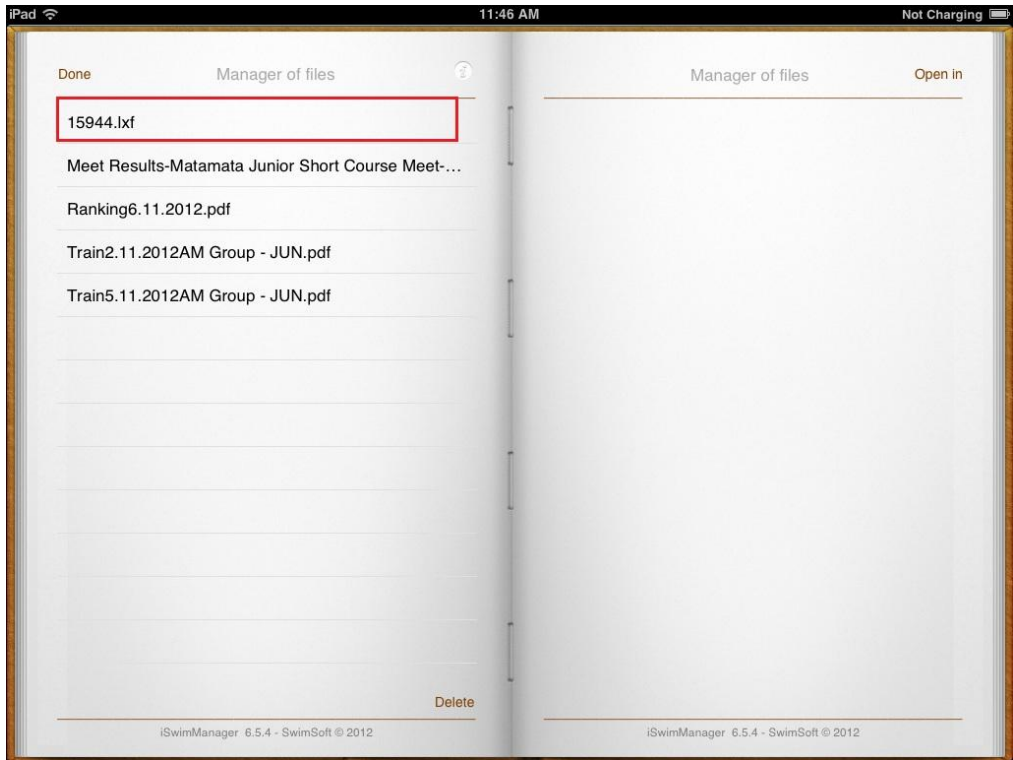 iPad 11:46 AM Not Charging
Done Manager of files i
15944.lxf
Meet Results-Matamata Junior Short Course Meet-...
Ranking6.11.2012.pdf
Train2.11.2012AM Group - JUN.pdf
Train5.11.2012AM Group - JUN.pdf
Delete
iSwimManager 6.5.4 - SwimSoft © 2012
Manager of files Open in
iSwimManager 6.5.4 - SwimSoft © 2012